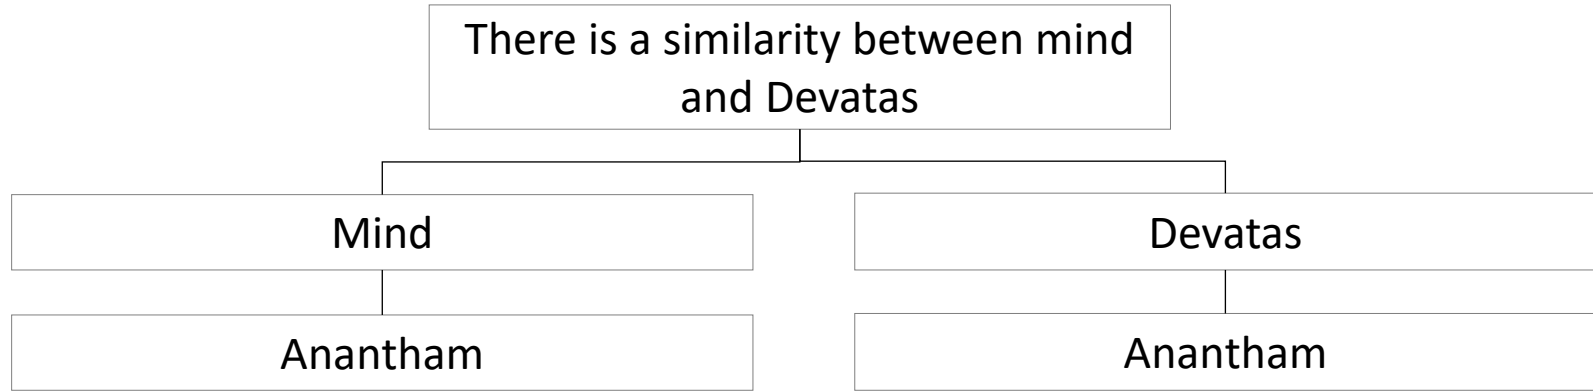 There is a similarity between mind
and Devatas
Mind
Devatas
Anantham
Anantham